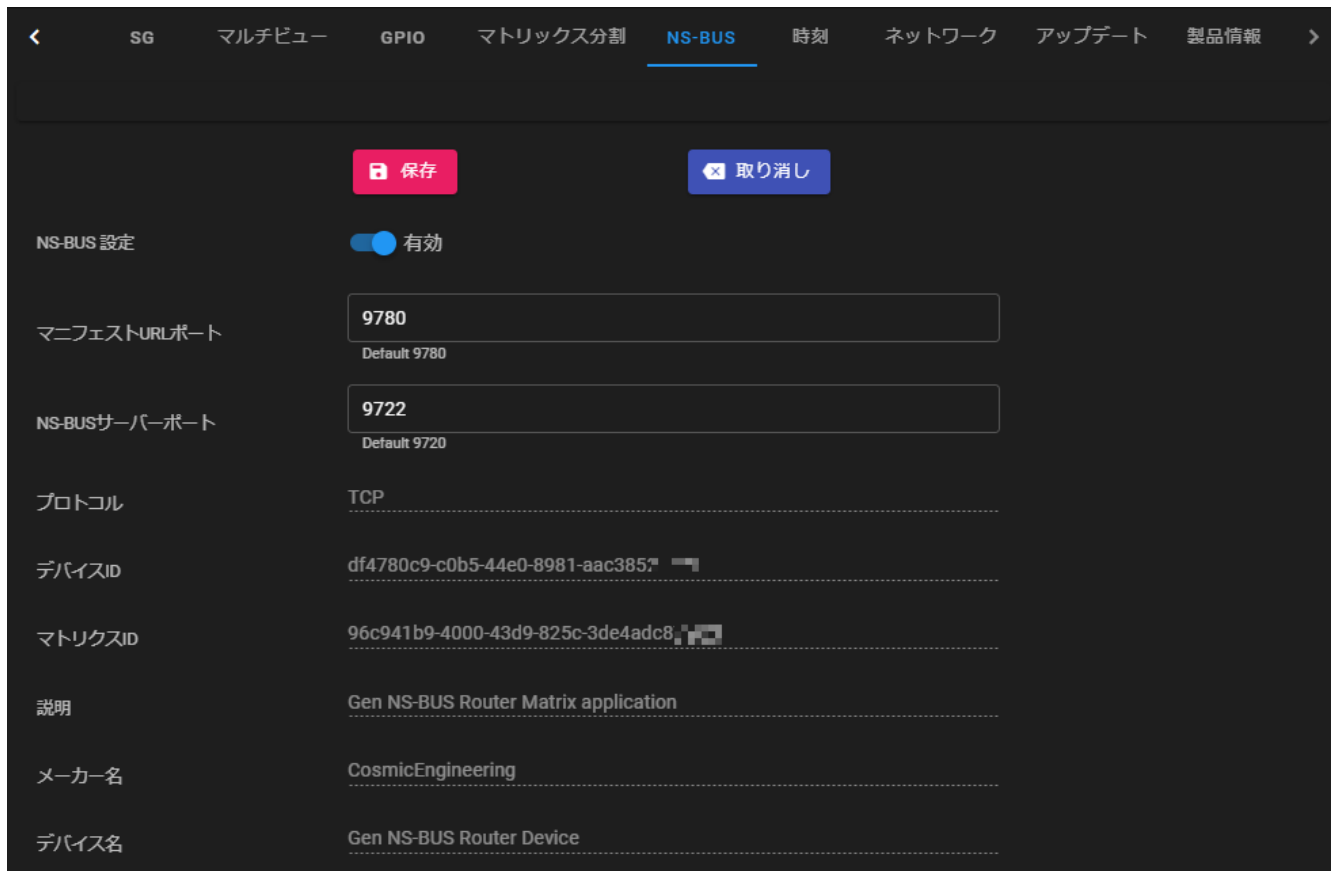 SG マルチビュー GPIO マトリックス分割 NS-BUS 時刻 ネットワーク アップデート 製品情報
保存 取り消し
NS-BUS 設定 有効
マニフェストURLポート 9780
Default 9780
NS-BUSサーバーポート 9722
Default 9720
プロトコル TCP
デバイスID df4780c9-c0b5-44e0-8981-aac385
マトリクスID 96c941b9-4000-43d9-825c-3de4adc8
説明 Gen NS-BUS Router Matrix application
メーカー名 CosmicEngineering
デバイス名 Gen NS-BUS Router Device